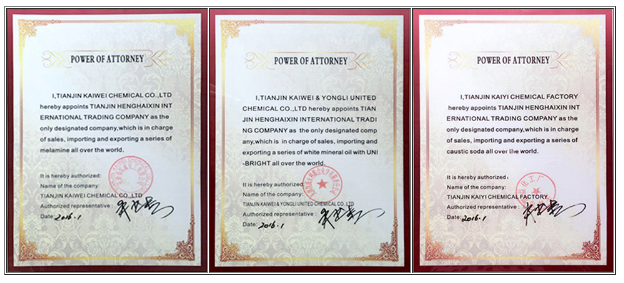 POWER OF ATTORNEY
I,TIANJIN KAIWEI CHEMICAL CO.,LTD
hereby appoints TIANJIN HENGHAIXIN INT
ERNATIONAL TRADING COMPANY as the
only designated company,which is in charge
of sales, importing and exporting a series of
melamine all over the world.
It is hereby authorized:
Name of the company:
TIANJIN KAIWEI CHEMICAL CO.,LTD
Authorized representative :
Date: 2016.1
POWER OF ATTORNEY
I,TIANJIN KAIWEI & YONGLI UNITED
CHEMICAL CO.,LTD hereby appoints TIAN
JIN HENGHAIXIN INTERNATIONAL TRADI
NG COMPANY as the only designated comp
any,which is in charge of sales, importing and
exporting a series of white mineral oil with UNI
-BRIGHT all over the world.
It is hereby authorized:
Name of the company:
TIANJIN KAIWEI & YONGLI UNITED CHEMICAL CO.,LTD
Authorized representative :
Date: 2016.1
POWER OF ATTORNEY
I,TIANJIN KAIYI CHEMICAL FACTORY
hereby appoints TIANJIN HENGHAIXIN INT
ERNATIONAL TRADING COMPANY as the
only designated company,which is in charge
of sales, importing and exporting a series of
caustic soda all over the world.
It is hereby authorized:
Name of the company:
TIANJIN KAIYI CHEMICAL FACTORY
Authorized representative :
Date: 2016.1